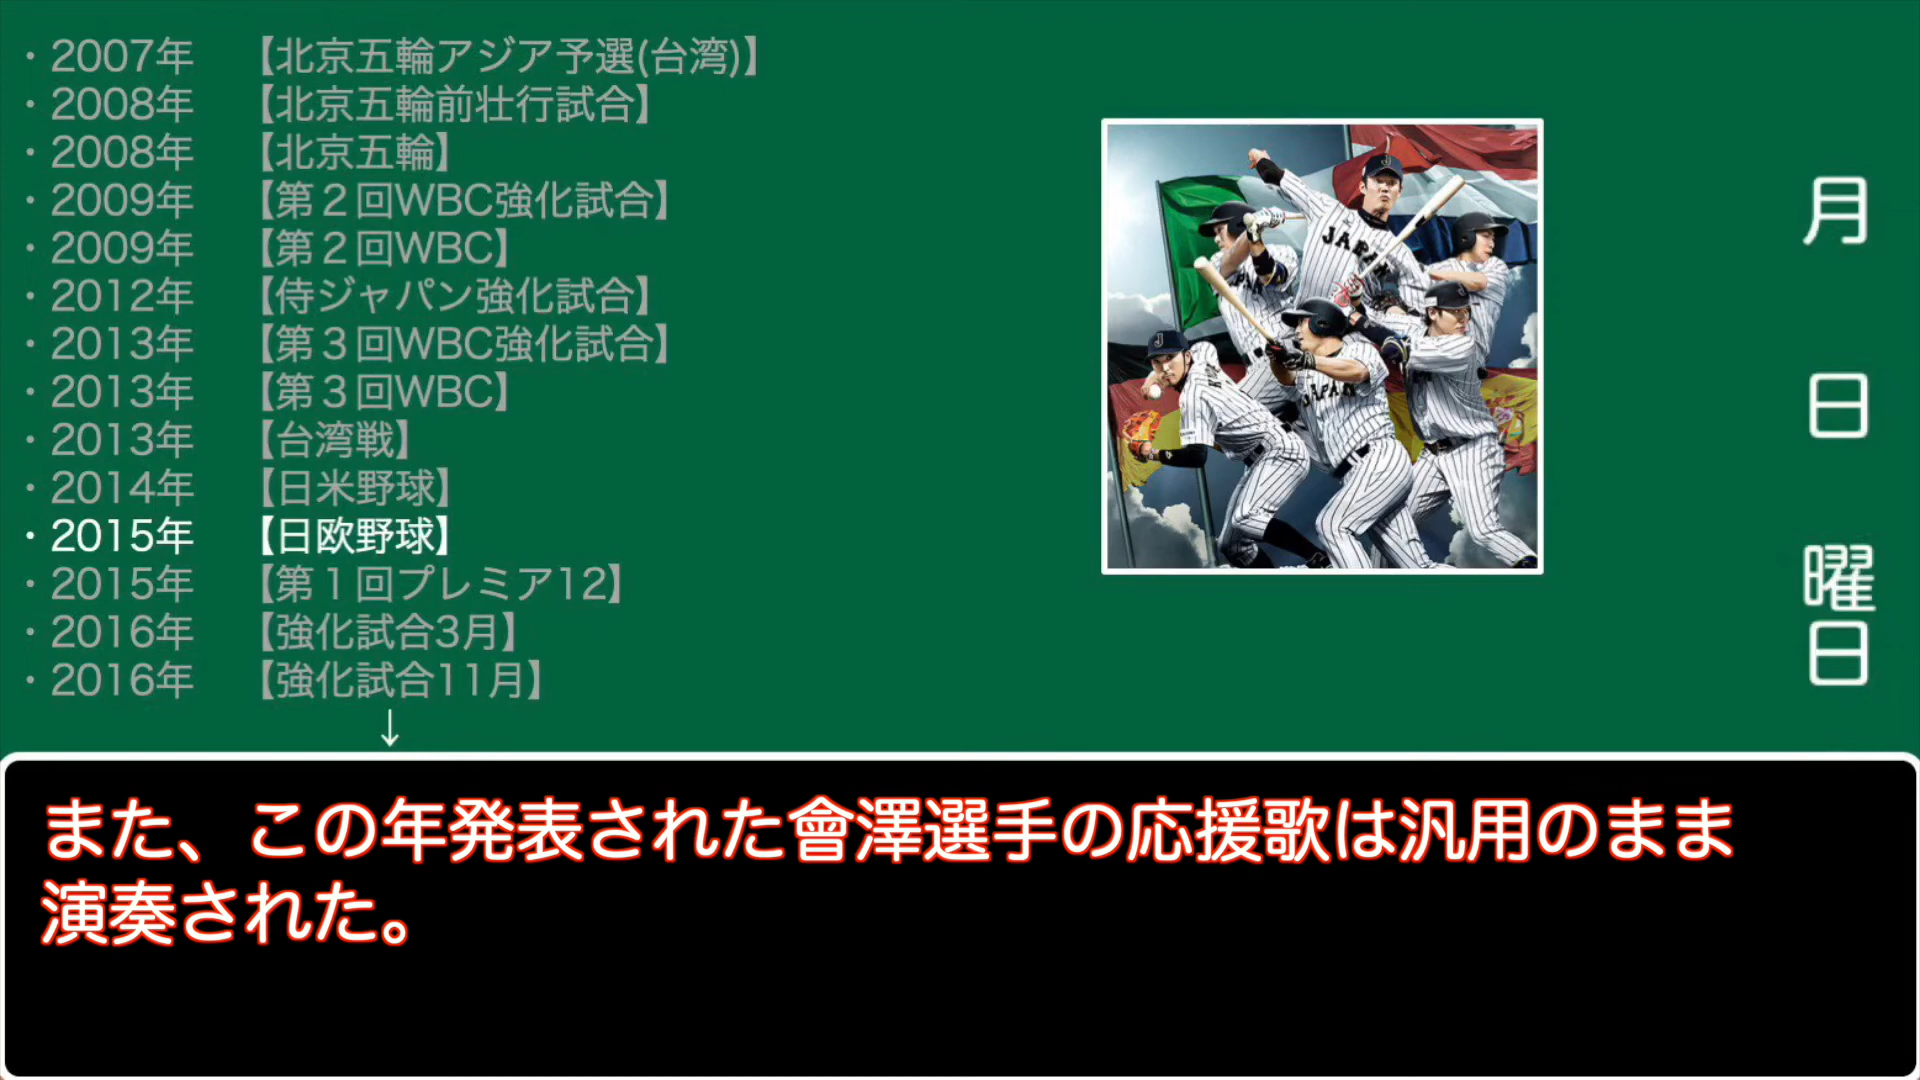 ・2007年 【北京五輪アジア予選(台湾)】
・2008年 【北京五輪前壮行試合】
・2008年 【北京五輪】
・2009年 【第２回WBC強化試合】
・2009年 【第２回WBC】
・2012年 【侍ジャパン強化試合】
・2013年 【第３回WBC強化試合】
・2013年 【第３回WBC】
・2013年 【台湾戦】
・2014年 【日米野球】
・2015年 【日欧野球】
・2015年 【第１回プレミア12】
・2016年 【強化試合3月】
・2016年 【強化試合11月】
↓
月
日
曜
日
JAPAN
JAPAN
また、この年発表された會澤選手の応援歌は汎用のまま
演奏された。